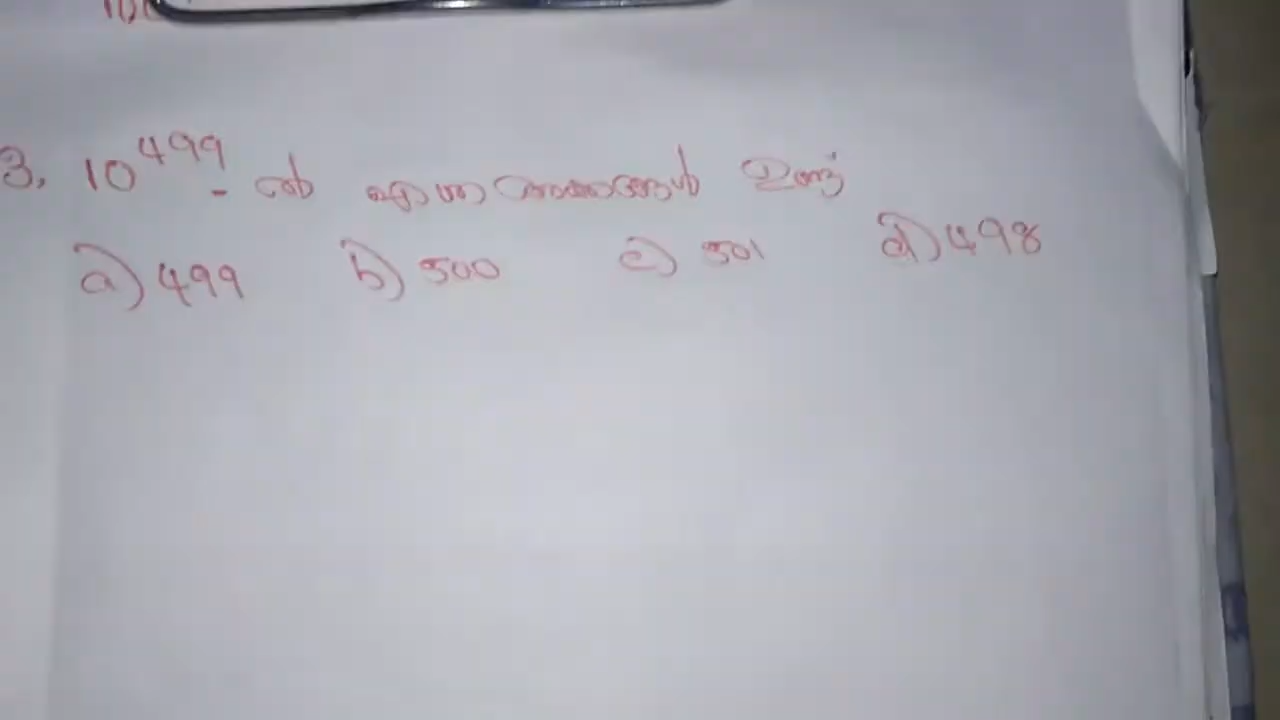 3. 10^499 - ൽ എത്ര അക്കങ്ങൾ ഉണ്ട്
a) 499 b) 500 c) 501 d) 498